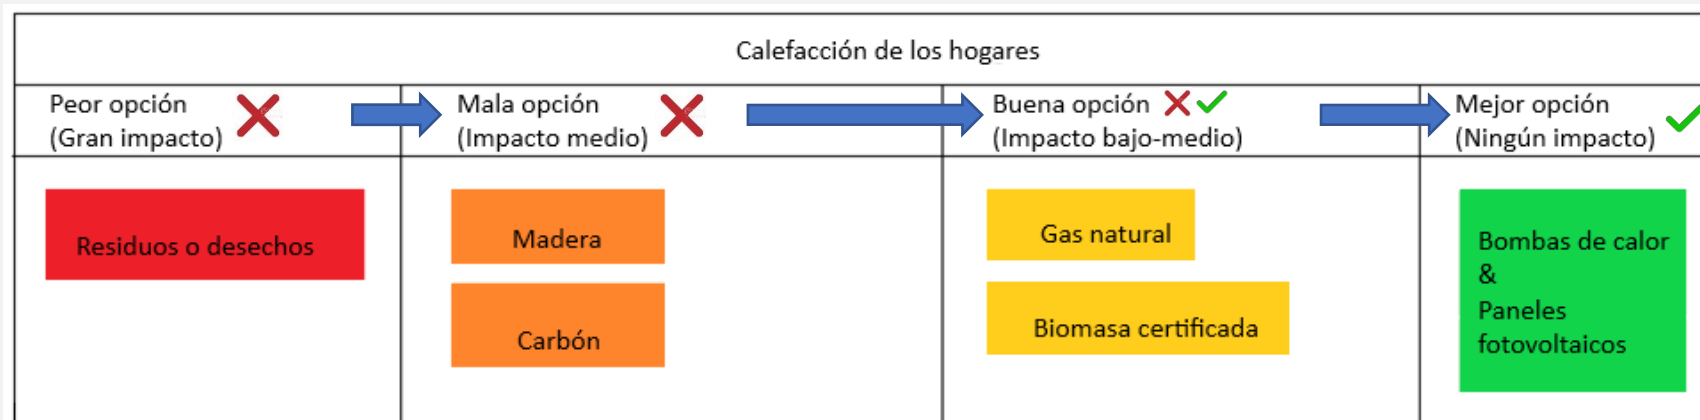 Calefacción de los hogares
Peor opción
(Gran impacto)
Mala opción
(Impacto medio)
Buena opción
(Impacto bajo-medio)
Mejor opción
(Ningún impacto)
Residuos o desechos
Madera
Carbón
Gas natural
Biomasa certificada
Bombas de calor
&
Paneles
fotovoltaicos